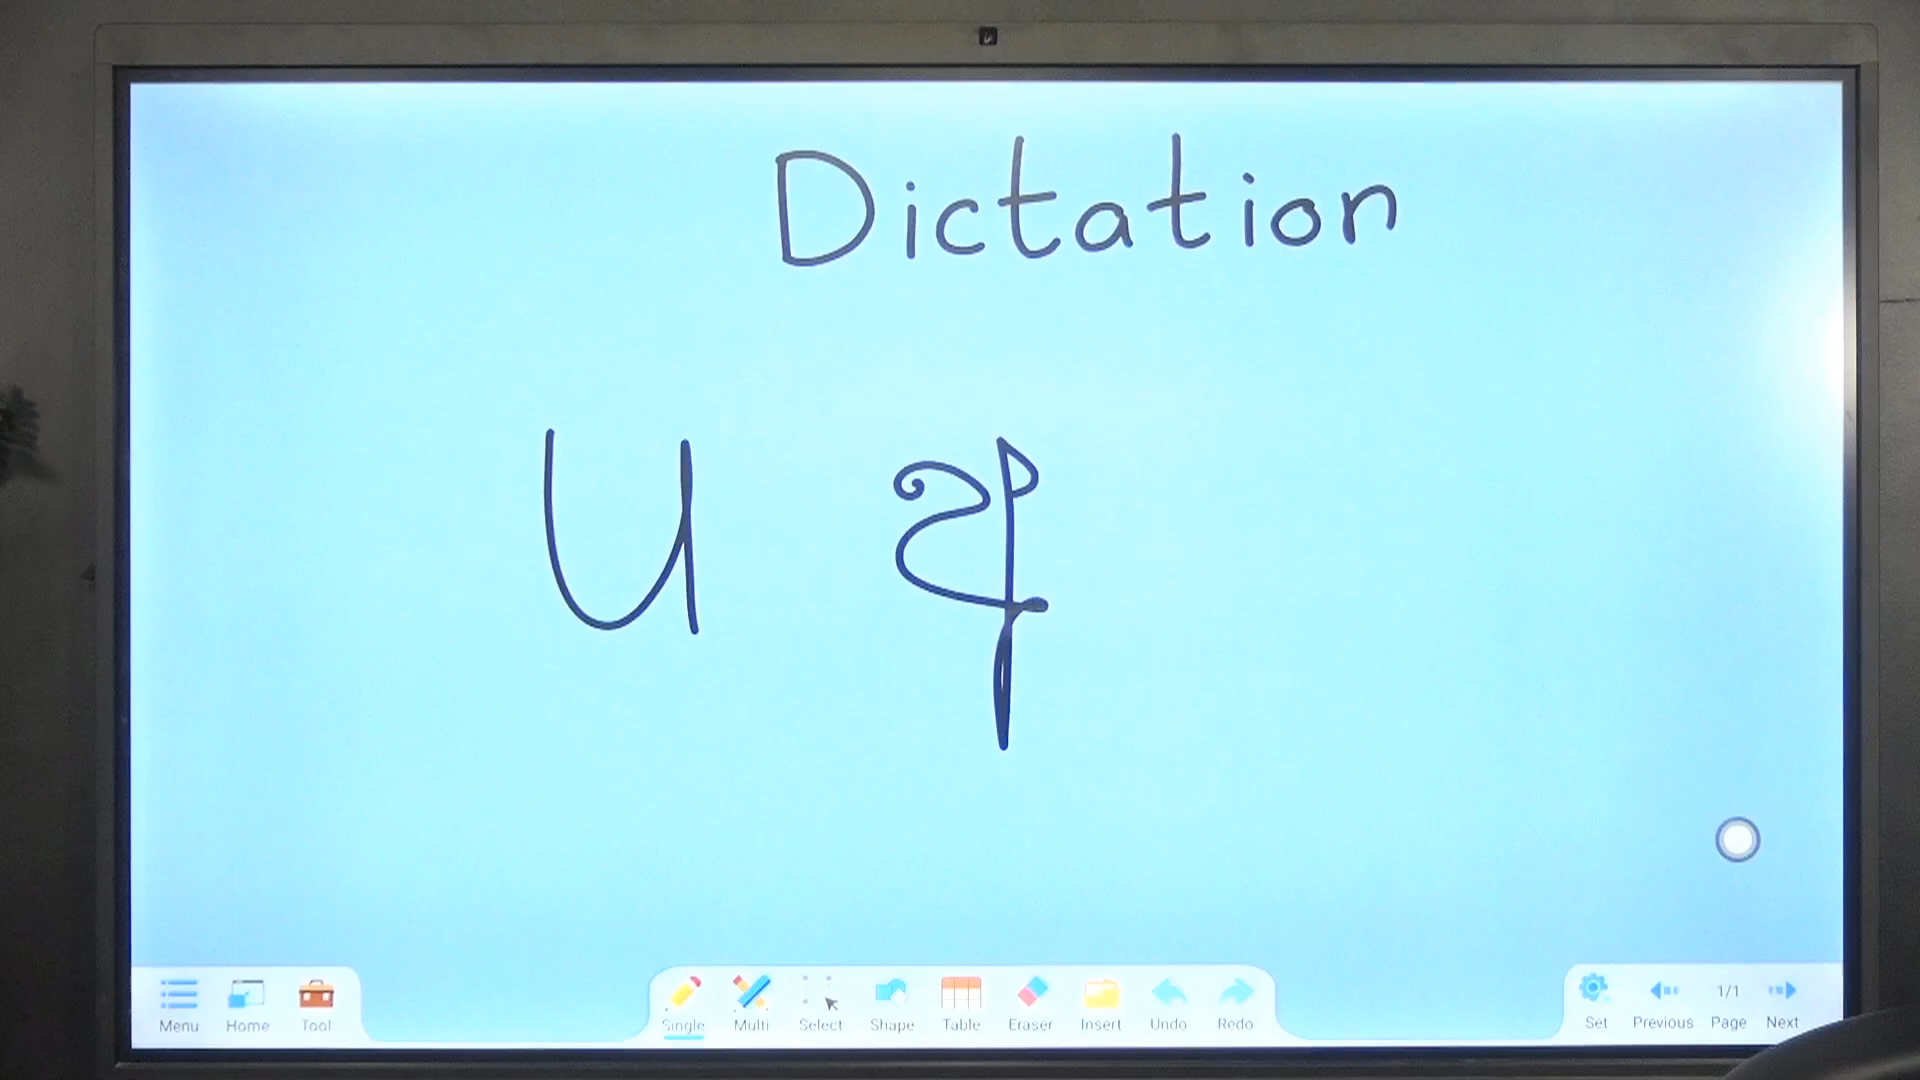 Dictation
પ
Menu Home Tool Single Multi Select Shape Table Eraser Insert Undo Redo Set Previous 1/1 Page Next